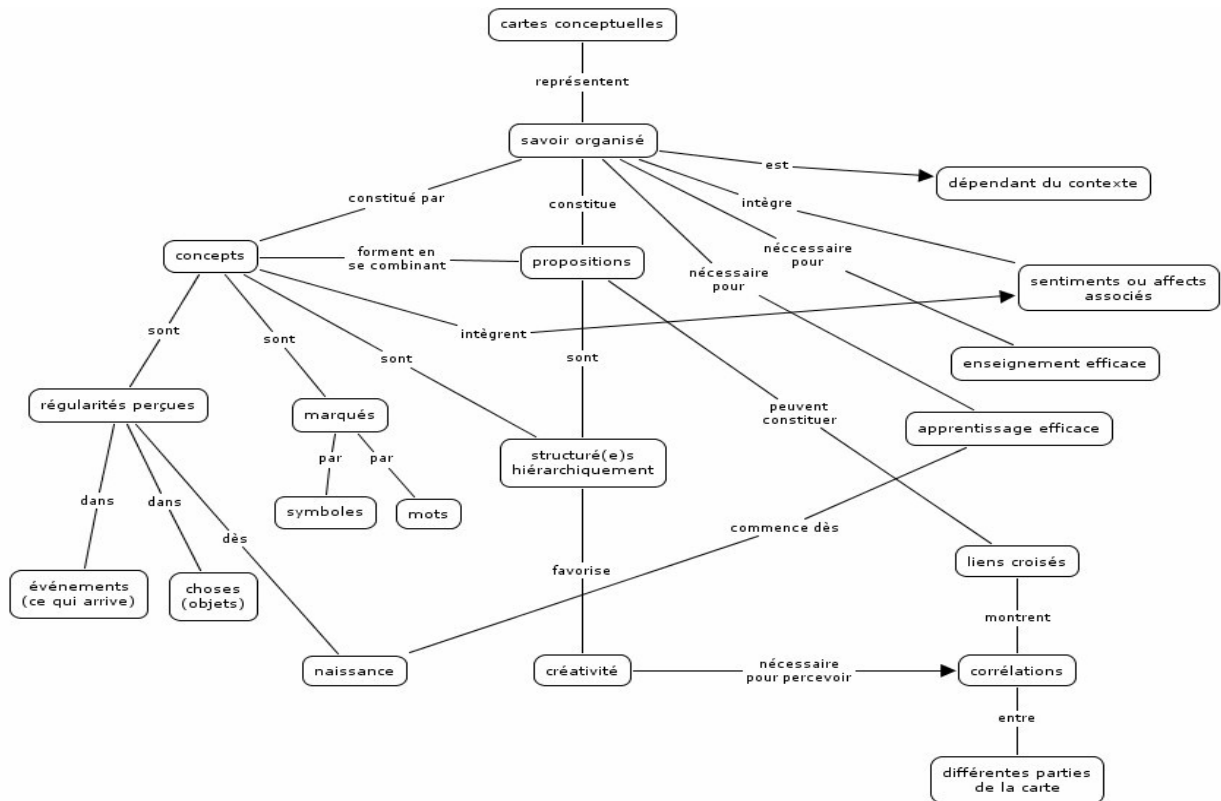 cartes conceptuelles
représentent
savoir organisé
est
dépendant du contexte
constitué par
constitue
intègre
concepts
forment en
se combinant
propositions
nécessaire
pour
néccessaire
pour
sentiments ou affects
associés
sont
sont
intègrent
sont
sont
enseignement efficace
régularités perçues
marqués
peuvent
constituer
apprentissage efficace
structuré(e)s
hiérarchiquement
par
par
dans
dans
symboles
mots
dès
commence dès
événements
(ce qui arrive)
choses
(objets)
favorise
liens croisés
montrent
naissance
créativité
nécessaire
pour percevoir
corrélations
entre
différentes parties
de la carte